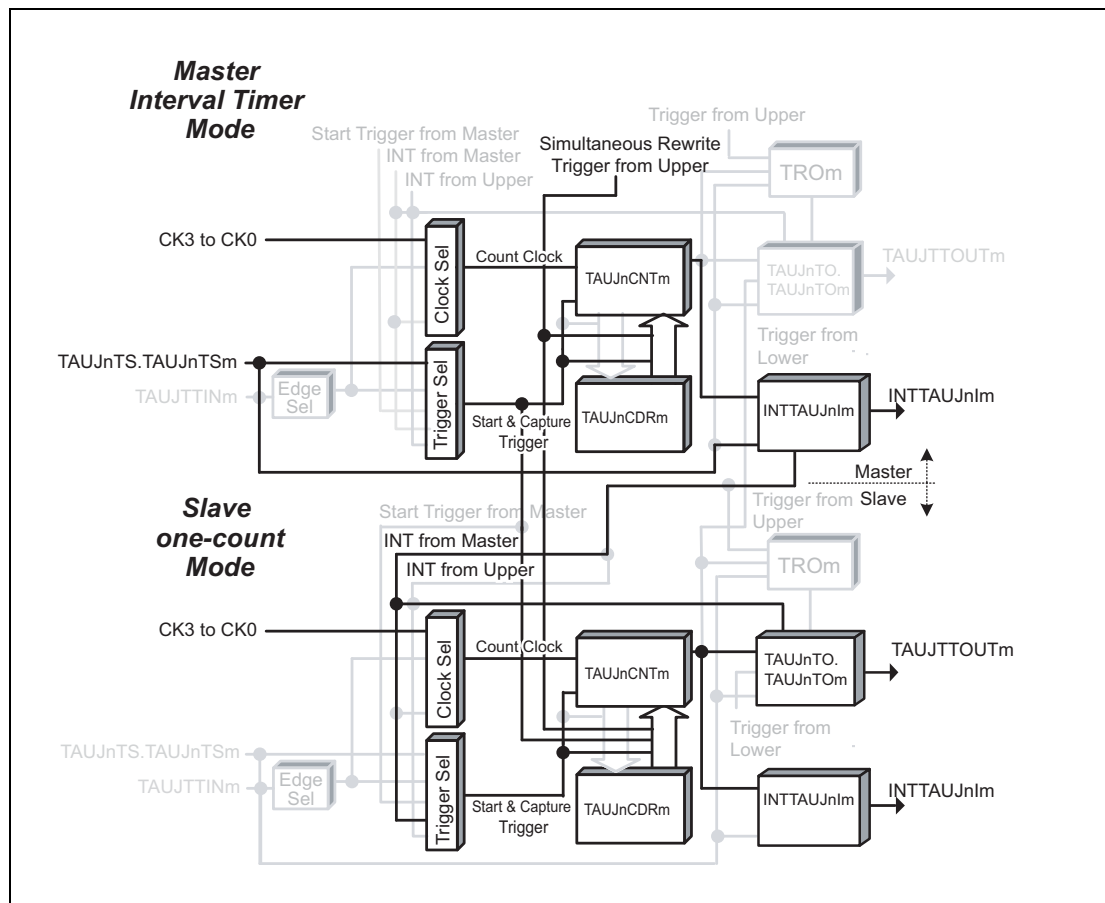 Master
Interval Timer
Mode
Trigger from Upper
Start Trigger from Master
INT from Master
INT from Upper
Simultaneous Rewrite
Trigger from Upper
TROm
CK3 to CK0
Clock Sel
Count Clock
TAUJnCNTm
TAUJnTO.
TAUJnTOm
TAUJTTOUTm
Trigger from
Lower
TAUJnTS.TAUJnTSm
TAUJTTINm
Edge
Sel
Trigger Sel
Start & Capture
Trigger
TAUJnCDRm
INTTAUJnIm
INTTAUJnIm
Master
Slave
Slave
one-count
Mode
Trigger from
Upper
Start Trigger from Master
INT from Master
INT from Upper
TROm
CK3 to CK0
Clock Sel
Count Clock
TAUJnCNTm
TAUJnTO.
TAUJnTOm
TAUJTTOUTm
Trigger from
Lower
TAUJnTS.TAUJnTSm
TAUJTTINm
Edge
Sel
Trigger Sel
Start & Capture
Trigger
TAUJnCDRm
INTTAUJnIm
INTTAUJnIm